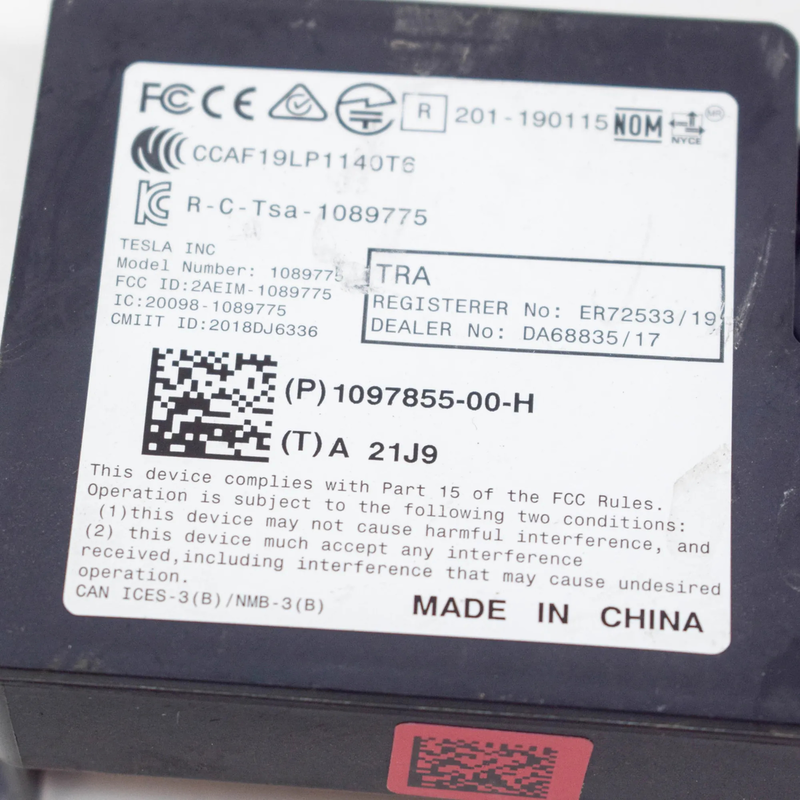 FC CE R 201-190115 NOM NYCE
CCAF19LP1140T6
R-C-Tsa-1089775
TESLA INC
Model Number: 1089775
FCC ID:2AEIM-1089775
IC:20098-1089775
CMIIT ID:2018DJ6336
TRA
REGISTERER No: ER72533/19
DEALER No: DA68835/17
(P) 1097855-00-H
(T) A 21J9
This device complies with Part 15 of the FCC Rules.
Operation is subject to the following two conditions:
(1)this device may not cause harmful interference, and
(2) this device much accept any interference
received,including interference that may cause undesired
operation.
CAN ICES-3(B)/NMB-3(B)
MADE IN CHINA